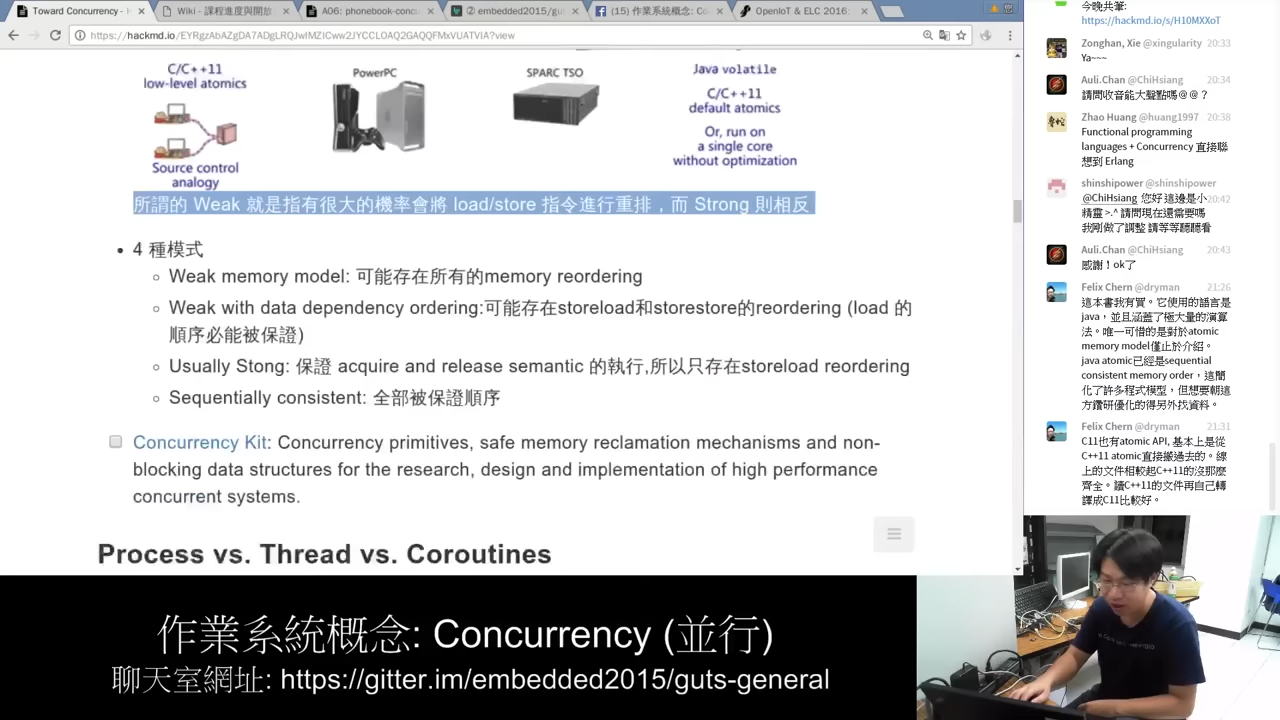 Toward Concurrency - H
Wiki - 課程進度與開放
A06: phonebook-concur
② embedded2015/gut
(15) 作業系統概念: Co
OpenIoT & ELC 2016:
https://hackmd.io/EYRgzAbAZgDA7ADgLRQJwIMZICww2JYCCLOAQ2GAQQFMxVUATVIA?view
C/C++11
low-level atomics
Source control
analogy
PowerPC
SPARC TSO
Java volatile
C/C++11
default atomics
Or, run on
a single core
without optimization
所謂的 Weak 就是指有很大的機率會將 load/store 指令進行重排，而 Strong 則相反
4 種模式
Weak memory model: 可能存在所有的memory reordering
Weak with data dependency ordering:可能存在storeload和storestore的reordering (load 的
順序必能被保證)
Usually Stong: 保證 acquire and release semantic 的執行,所以只存在storeload reordering
Sequentially consistent: 全部被保證順序
Concurrency Kit: Concurrency primitives, safe memory reclamation mechanisms and non-
blocking data structures for the research, design and implementation of high performance
concurrent systems.
Process vs. Thread vs. Coroutines
今晚共筆:
https://hackmd.io/s/H10MXXoT
Zonghan, Xie @xingularity 20:33
Ya~~~
Auli.Chan @ChiHsiang 20:34
請問收音能大聲點嗎@@？
Zhao Huang @huang1997 20:38
Functional programming
languages + Concurrency 直接聯
想到 Erlang
shinshipower @shinshipower
@ChiHsiang 您好 這邊是小 20:42
精靈 >.^ 請問現在還需要嗎
我剛做了調整 請等等聽聽看
Auli.Chan @ChiHsiang 20:43
感謝！ok了
Felix Chern @dryman 21:26
這本書我有買。它使用的語言是
java，並且涵蓋了極大量的演算
法。唯一可惜的是對於atomic
memory model僅止於介紹。
java atomic已經是sequential
consistent memory order，這簡
化了許多程式模型，但想要朝這
方鑽研優化的得另外找資料。
Felix Chern @dryman 21:31
C11也有atomic API, 基本上是從
C++11 atomic直接搬過去的。線
上的文件相較起C++11的沒那麼
齊全。讀C++11的文件再自己轉
譯成C11比較好。
作業系統概念: Concurrency (並行)
聊天室網址: https://gitter.im/embedded2015/guts-general